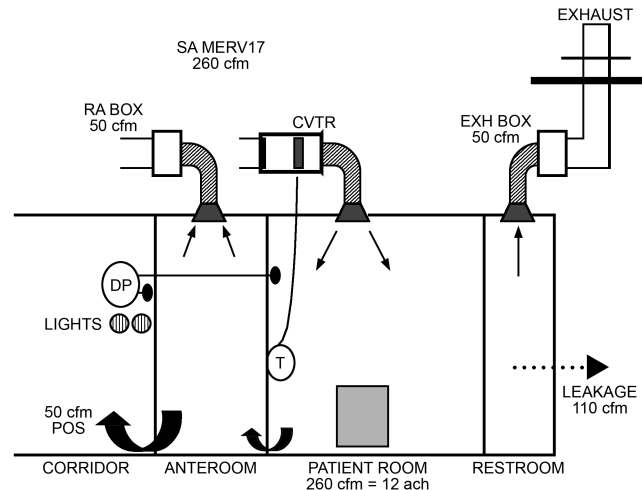 EXHAUST
SA MERV17
260 cfm
RA BOX
50 cfm
CVTR
EXH BOX
50 cfm
DP
LIGHTS
T
50 cfm
POS
LEAKAGE
110 cfm
CORRIDOR
ANTEROOM
PATIENT ROOM
260 cfm = 12 ach
RESTROOM